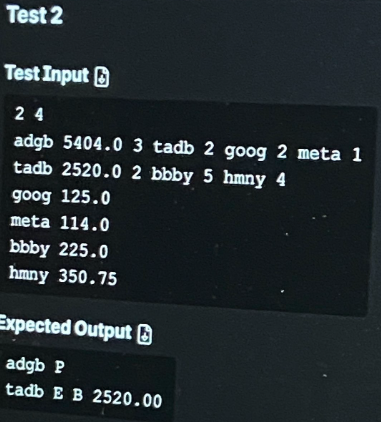 Test 2
Test Input
2 4
adgb 5404.0 3 tadb 2 goog 2 meta 1
tadb 2520.0 2 bbby 5 hmny 4
goog 125.0
meta 114.0
bbby 225.0
hmny 350.75
Expected Output
adgb P
tadb E B 2520.00